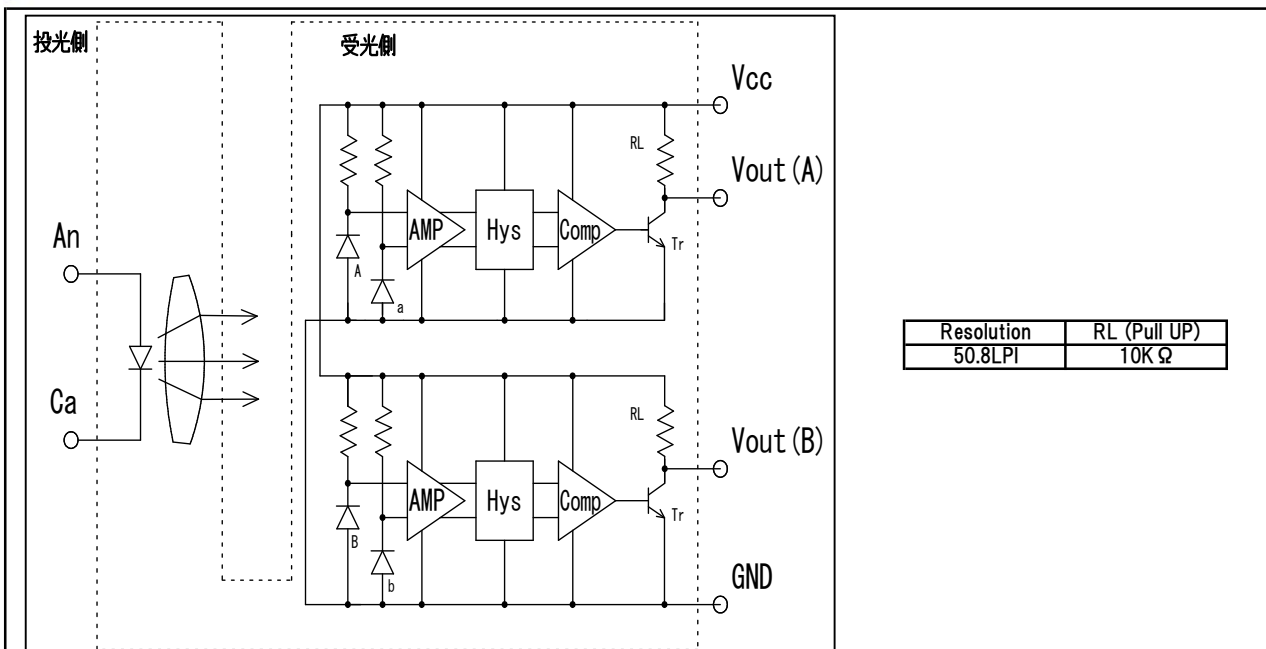 投光側
受光側
Vcc
RL
Vout(A)
An
AMP
Hys
Comp
Tr
A
a
Resolution RL (Pull UP)
50.8LPI 10KΩ
Ca
RL
Vout(B)
AMP
Hys
Comp
Tr
B
b
GND